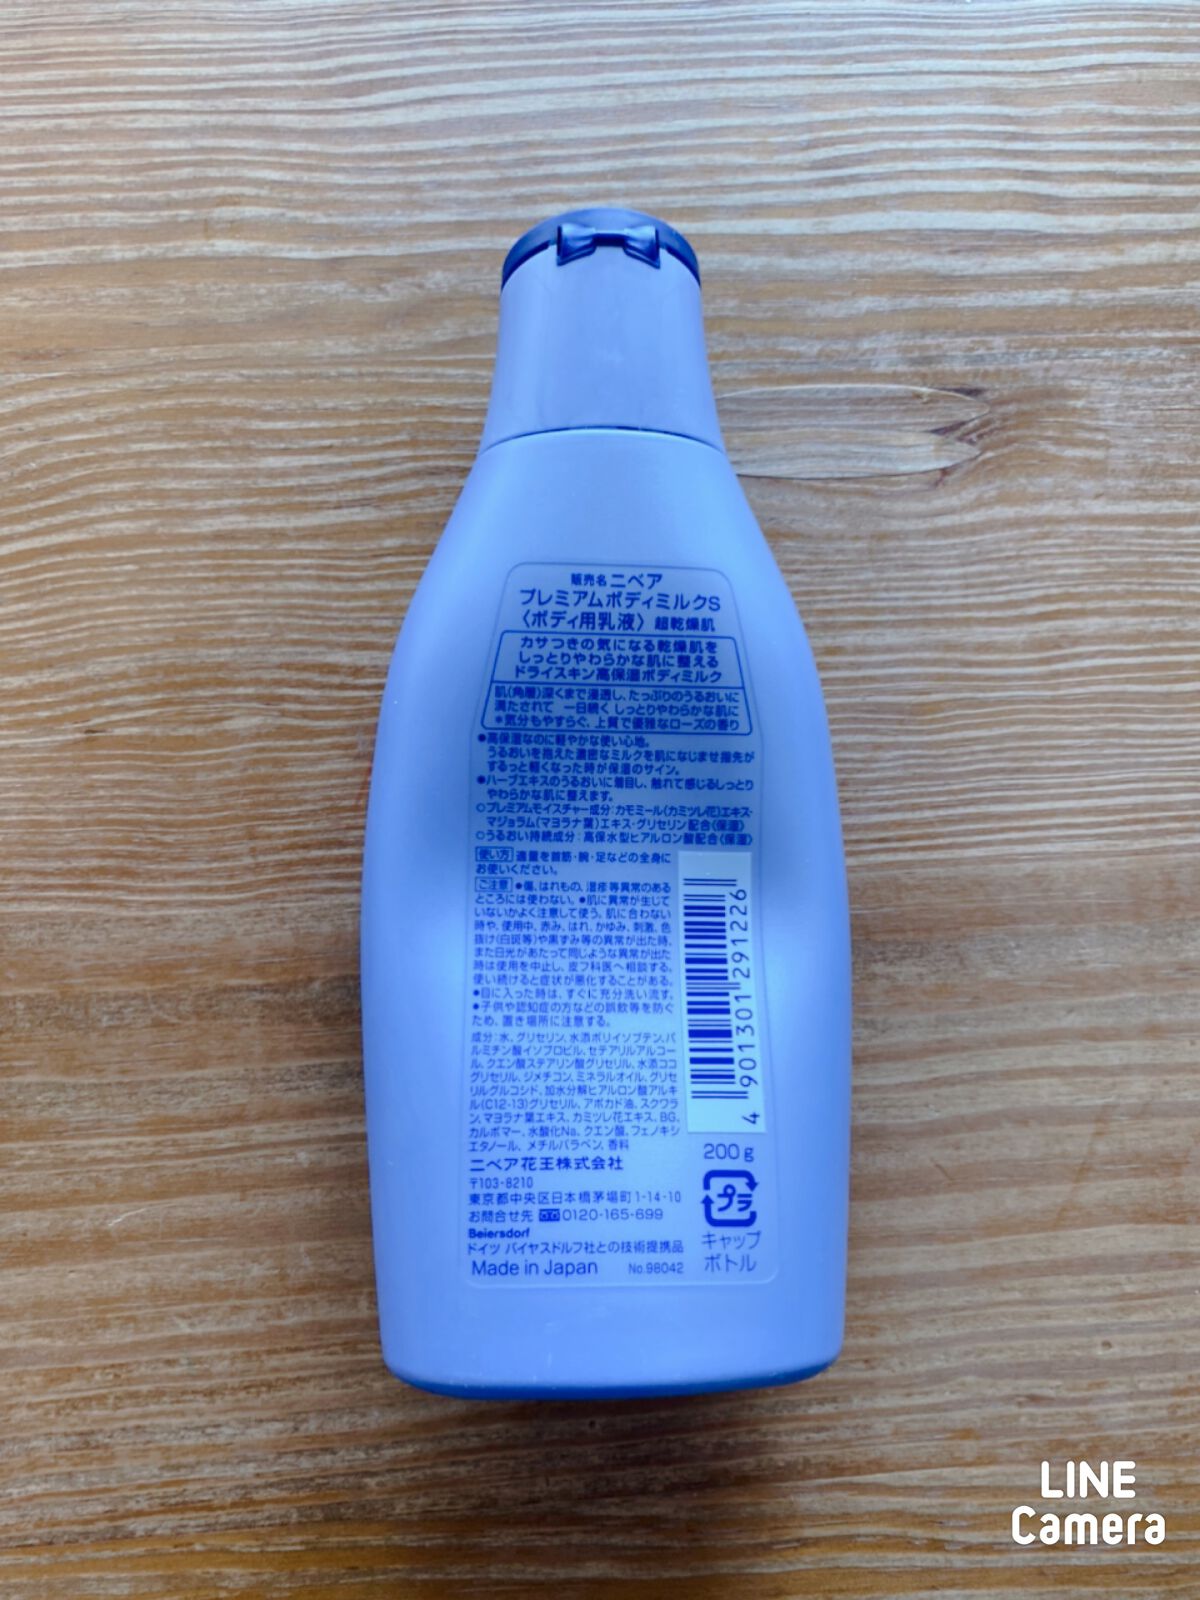 販売名 ニベア
プレミアムボディミルクS
〈ボディ用乳液〉 超乾燥肌
カサつきの気になる乾燥肌を
しっとりやわらかな肌に整える
ドライスキン高保湿ボディミルク
肌(角層)深くまで浸透し、たっぷりのうるおいに
満たされて 一日続く しっとりやわらかな肌に
*気分もやすらぐ、上質で優雅なローズの香り
●高保湿なのに軽やかな使い心地。
うるおいを抱えた濃密なミルクを肌になじませ指先が
するっと軽くなった時が保湿のサイン。
●ハーブエキスのうるおいに着目し、触れて感じるしっとり
やわらかな肌に整えます。
○プレミアムモイスチャー成分:カモミール(カミツレ花)エキス・
マジョラム(マヨラナ葉)エキス・グリセリン配合〈保湿〉
○うるおい持続成分:高保水型ヒアルロン酸配合〈保湿〉
使い方 適量を首筋・腕・足などの全身に
お使いください。
ご注意 ●傷、はれもの、湿疹等異常のある
ところには使わない。●肌に異常が生じて
いないかよく注意して使う。肌に合わない
時や、使用中、赤み、はれ、かゆみ、刺激、色
抜け(白斑等)や黒ずみ等の異常が出た時、
また日光があたって同じような異常が出た
時は使用を中止し、皮フ科医へ相談する。
使い続けると症状が悪化することがある。
●目に入った時は、すぐに充分洗い流す。
●子供や認知症の方などの誤飲等を防ぐ
ため、置き場所に注意する。
成分:水、グリセリン、水添ポリイソブテン、パ
ルミチン酸イソプロピル、セテアリルアルコー
ル、クエン酸ステアリン酸グリセリル、水添ココ
グリセリル、ジメチコン、ミネラルオイル、グリセ
リルグルコシド、加水分解ヒアルロン酸アルキ
ル(C12-13)グリセリル、アボカド油、スクワラ
ン、マヨラナ葉エキス、カミツレ花エキス、BG、
カルボマー、水酸化Na、クエン酸、フェノキシ
エタノール、メチルパラベン、香料
4 901301 291226
200g
プラ
キャップ
ボトル
ニベア花王株式会社
〒103-8210
東京都中央区日本橋茅場町1-14-10
お問合せ先 0120-165-699
Beiersdorf
ドイツ バイヤスドルフ社との技術提携品
Made in Japan No.98042
LINE
Camera